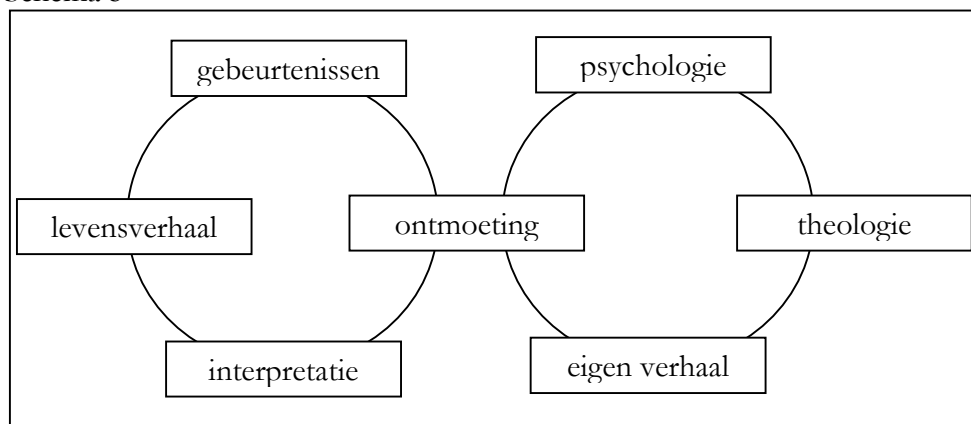 gebeurtenissen
psychologie
levensverhaal
ontmoeting
theologie
interpretatie
eigen verhaal